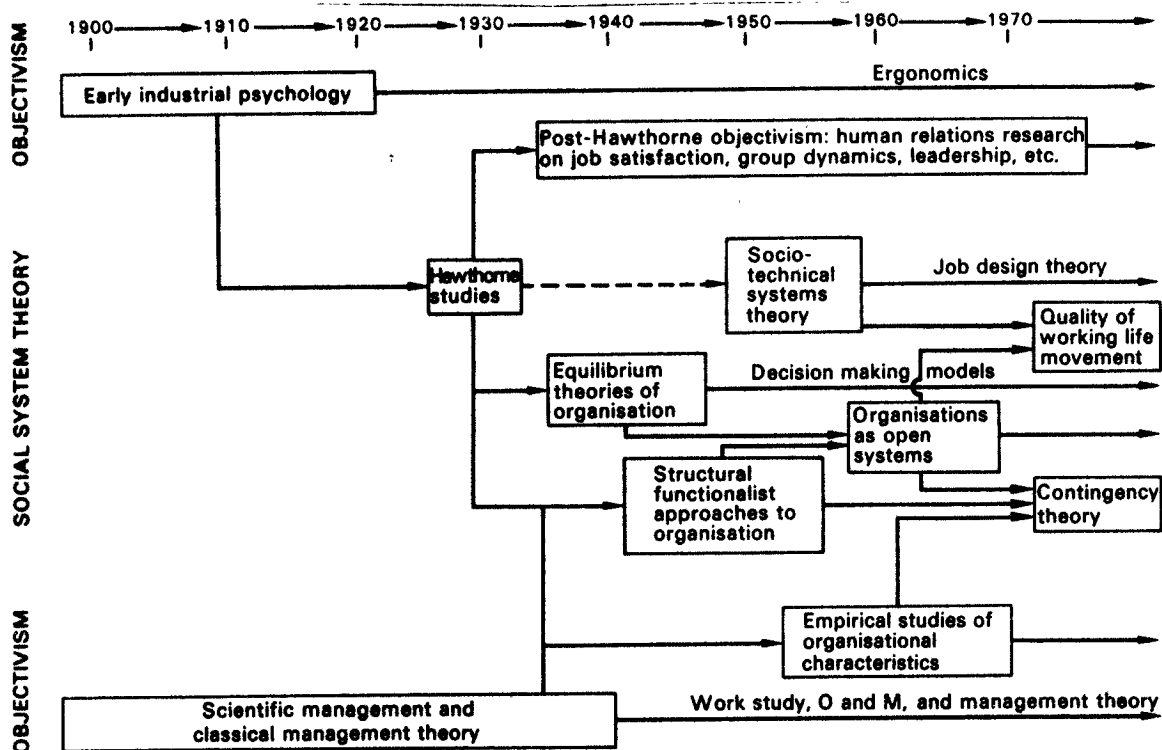 1900 1910 1920 1930 1940 1950 1960 1970
OBJECTIVISM
Early industrial psychology
Ergonomics
Post-Hawthorne objectivism: human relations research
on job satisfaction, group dynamics, leadership, etc.
SOCIAL SYSTEM THEORY
Hawthorne
studies
Socio-
technical
systems
theory
Job design theory
Quality of
working life
movement
Equilibrium
theories of
organisation
Decision making models
Organisations
as open
systems
Structural
functionalist
approaches to
organisation
Contingency
theory
OBJECTIVISM
Empirical studies of
organisational
characteristics
Scientific management and
classical management theory
Work study, O and M, and management theory